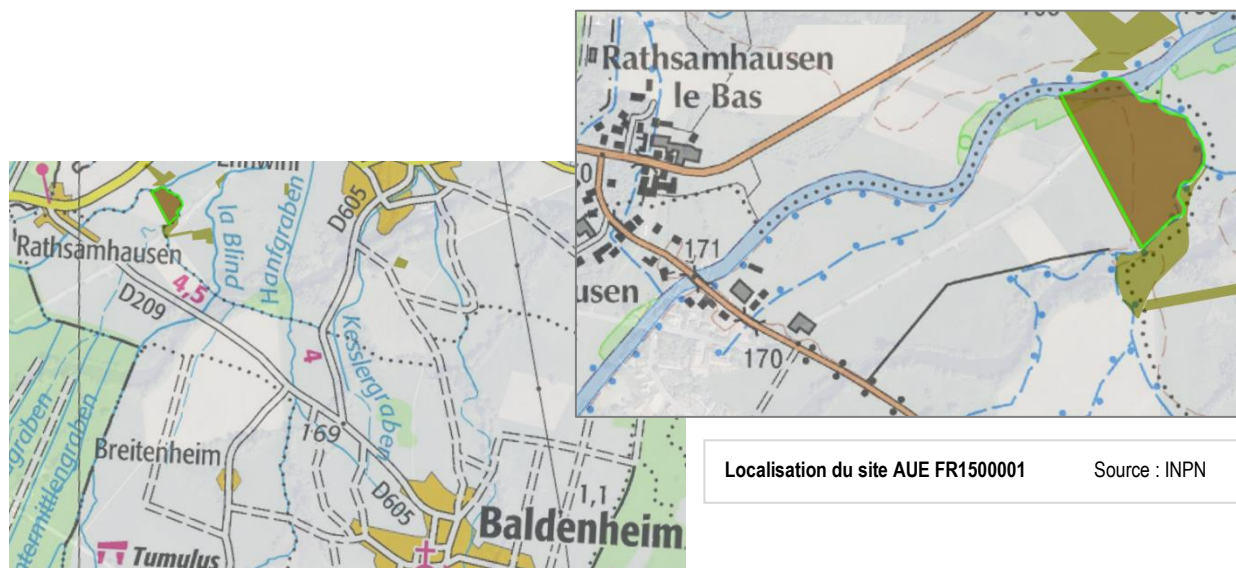 Rathsamhausen
le Bas
usen
171
170
Ehnwihr
D605
la Blind
Hanfgraben
Rathsamhausen
4,5
D209
4
Kesslergraben
169
Breitenheim
D605
1,1
Baldenheim
Tumulus
Localisation du site AUE FR1500001 Source : INPN